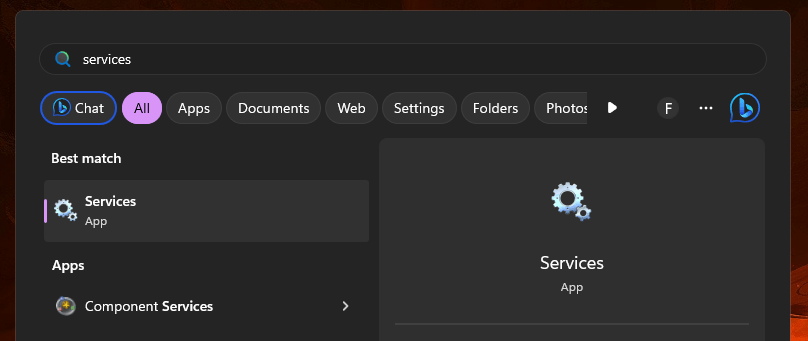 services
Chat All Apps Documents Web Settings Folders Photos F ...
Best match
Services
App
Apps
Component Services
Services
App